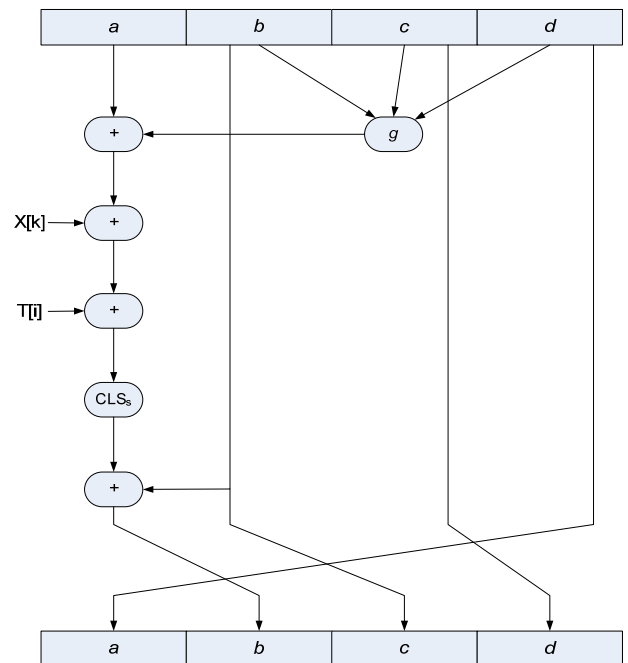 a b c d
+ g
X[k] +
T[i] +
CLSs
+
a b c d